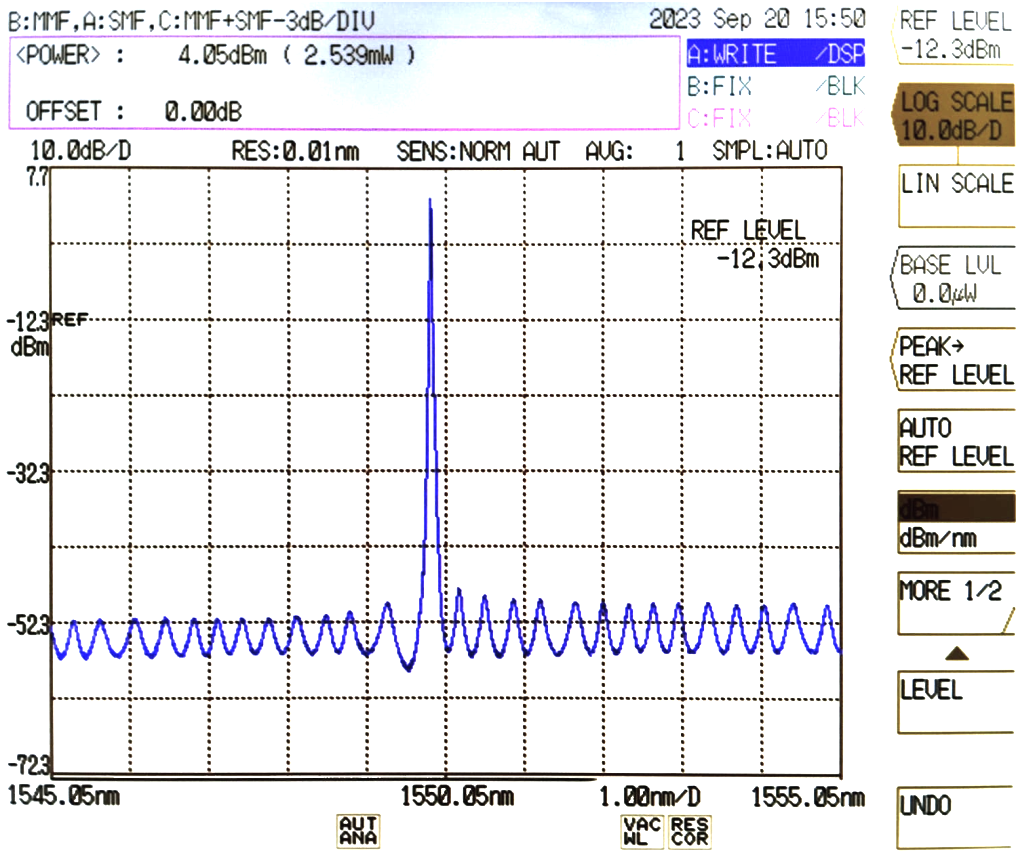 B:MMF,A:SMF,C:MMF+SMF-3dB/DIV
2023 Sep 20 15:50
<POWER> : 4.05dBm ( 2.539mW )
OFFSET : 0.00dB
A:WRITE /DSP
B:FIX /BLK
C:FIX /BLK
10.0dB/D RES:0.01nm SENS:NORM AUT AVG: 1 SMPL:AUTO
7.7
REF LEVEL
-12.3dBm
-12.3 REF
dBm
-32.3
-52.3
-72.3
1545.05nm 1550.05nm 1.00nm/D 1555.05nm
AUT
ANA
VAC
WL
RES
COR
REF LEVEL
-12.3dBm
LOG SCALE
10.0dB/D
LIN SCALE
BASE LVL
0.0µW
PEAK→
REF LEVEL
AUTO
REF LEVEL
dBm
dBm/nm
MORE 1/2
LEVEL
UNDO